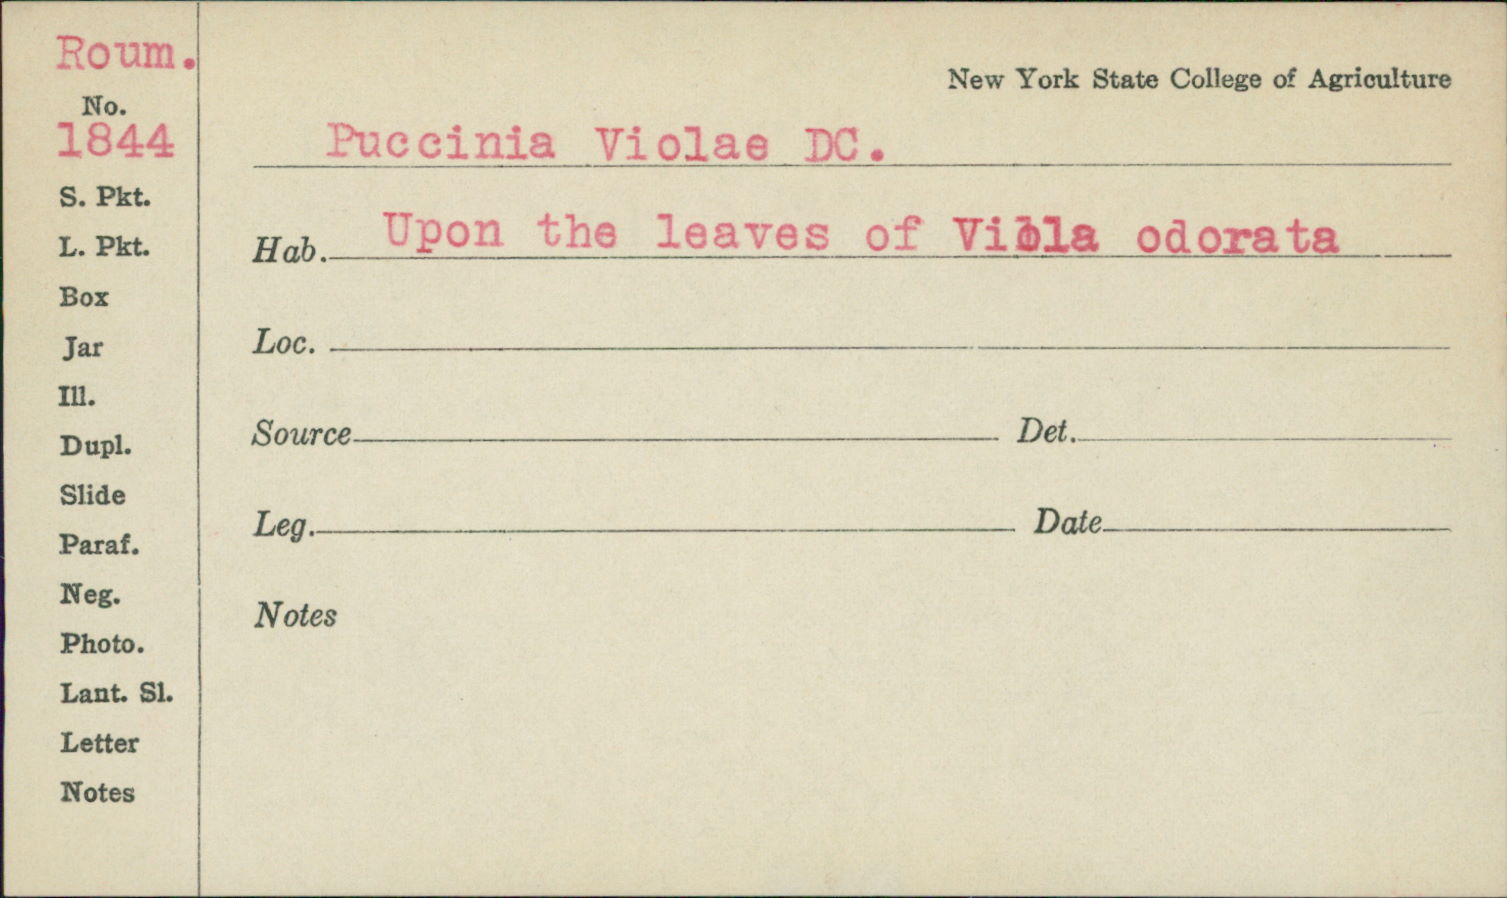 Roum.
New York State College of Agriculture
No.
1844
Puccinia Violae DC.
S. Pkt.
Hab. Upon the leaves of Viola odorata
L. Pkt.
Box
Loc.
Jar
Ill.
Source Det.
Dupl.
Slide
Leg. Date
Paraf.
Neg.
Notes
Photo.
Lant. Sl.
Letter
Notes